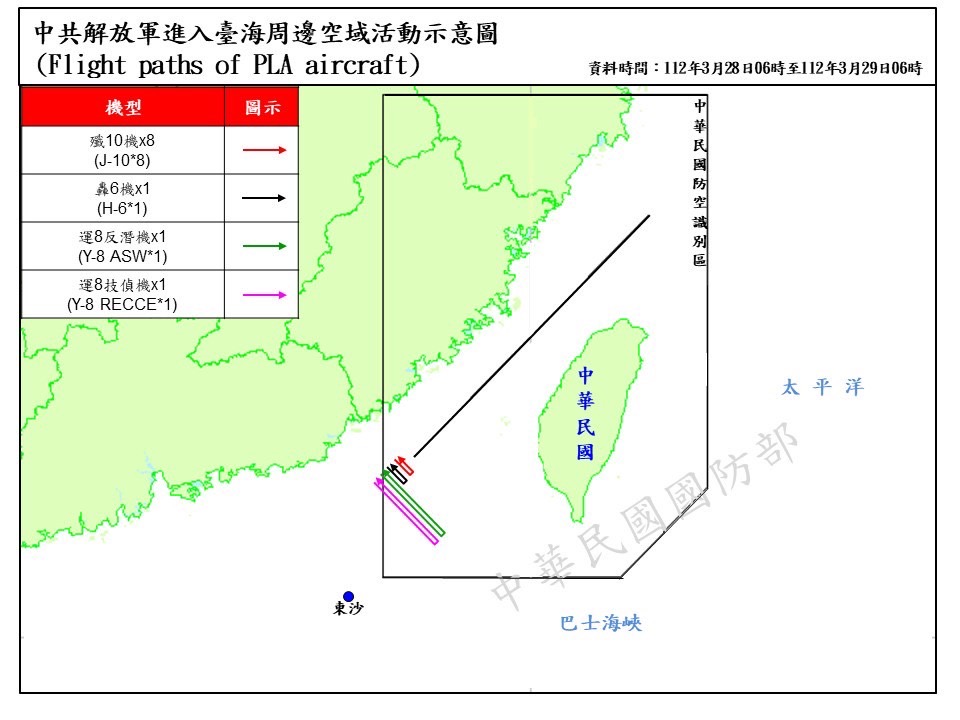 中共解放軍進入臺海周邊空域活動示意圖
(Flight paths of PLA aircraft)
資料時間：112年3月28日06時至112年3月29日06時
機型 圖示
殲10機x8
(J-10*8)
轟6機x1
(H-6*1)
運8反潛機x1
(Y-8 ASW*1)
運8技偵機x1
(Y-8 RECCE*1)
中華民國防空識別區
中華民國
太平洋
中華民國國防部
東沙
巴士海峽